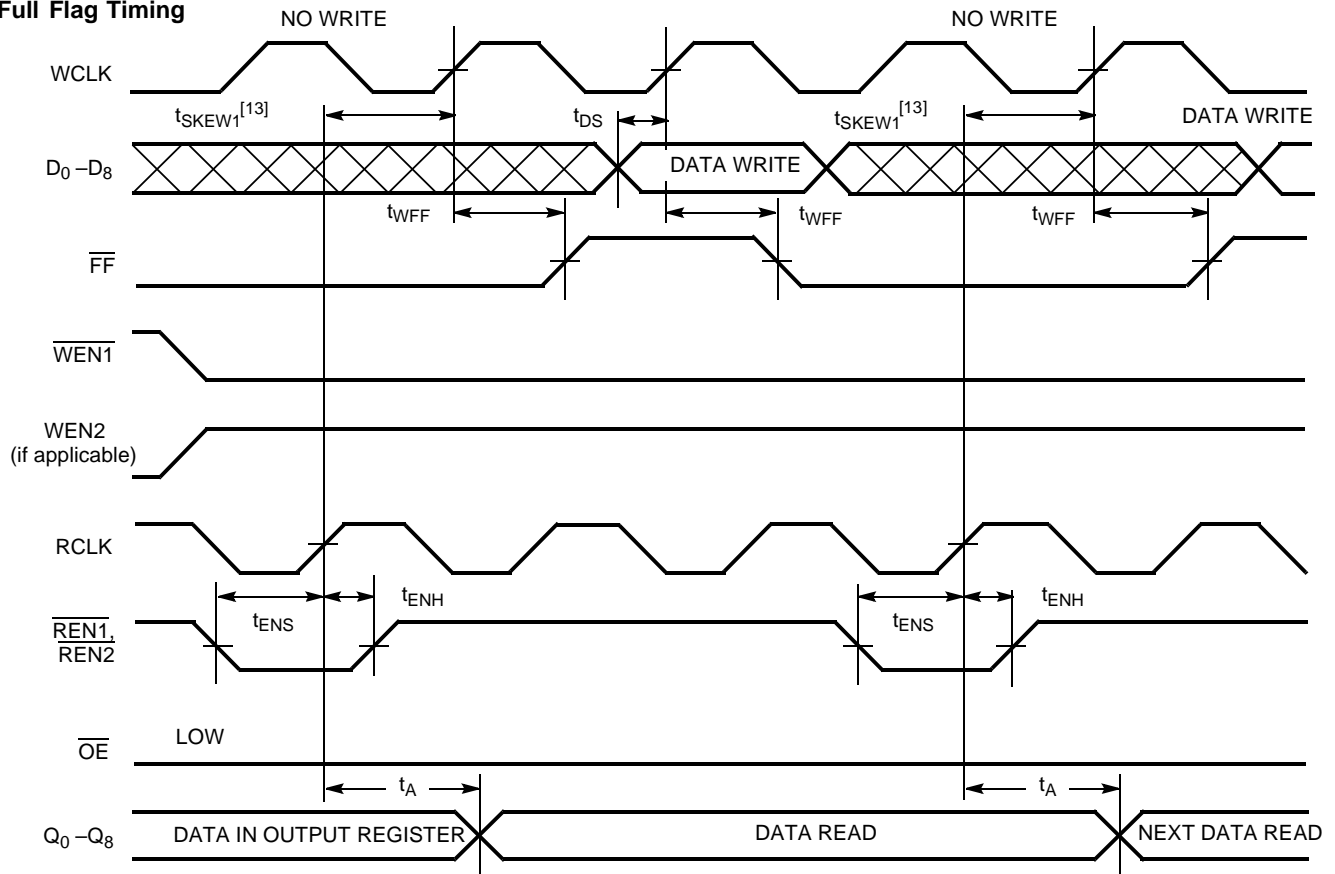 Full Flag Timing
NO WRITE
NO WRITE
WCLK
tSKEW1[13]
tDS
tSKEW1[13]
DATA WRITE
D0 –D8
DATA WRITE
tWFF
tWFF
tWFF
FF
WEN1
WEN2
(if applicable)
RCLK
tENS
tENH
tENS
tENH
REN1,
REN2
OE
LOW
tA
tA
Q0 –Q8
DATA IN OUTPUT REGISTER
DATA READ
NEXT DATA READ